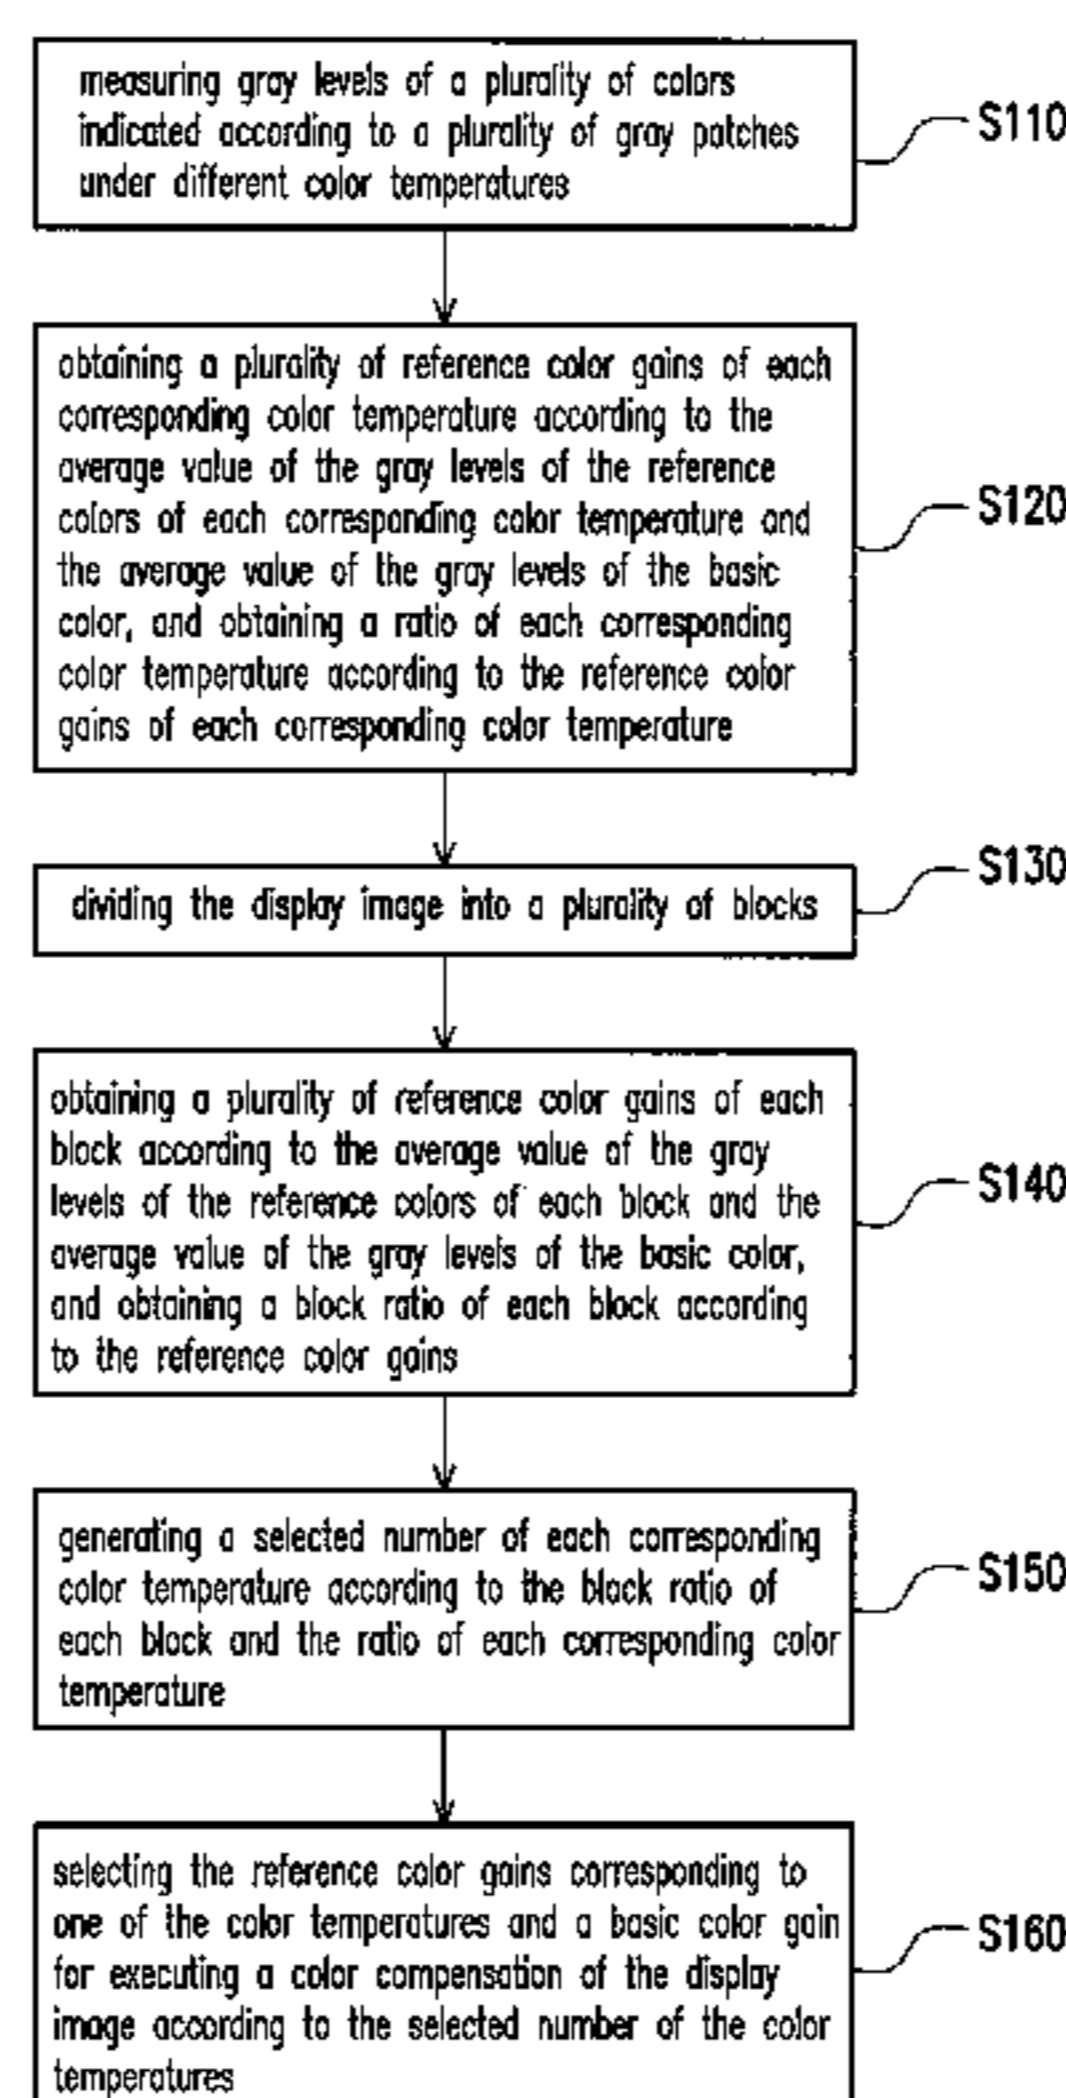 measuring gray levels of a plurality of colors
indicated according to a plurality of gray patches
under different color temperatures
S110
obtaining a plurality of reference color gains of each
corresponding color temperature according to the
average value of the gray levels of the reference
colors of each corresponding color temperature and
the average value of the gray levels of the basic
color, and obtaining a ratio of each corresponding
color temperature according to the reference color
gains of each corresponding color temperature
S120
dividing the display image into a plurality of blocks
S130
obtaining a plurality of reference color gains of each
block according to the average value of the gray
levels of the reference colors of each block and the
average value of the gray levels of the basic color,
and obtaining a block ratio of each block according
to the reference color gains
S140
generating a selected number of each corresponding
color temperature according to the block ratio of
each block and the ratio of each corresponding color
temperature
S150
selecting the reference color gains corresponding to
one of the color temperatures and a basic color gain
for executing a color compensation of the display
image according to the selected number of the color
temperatures
S160